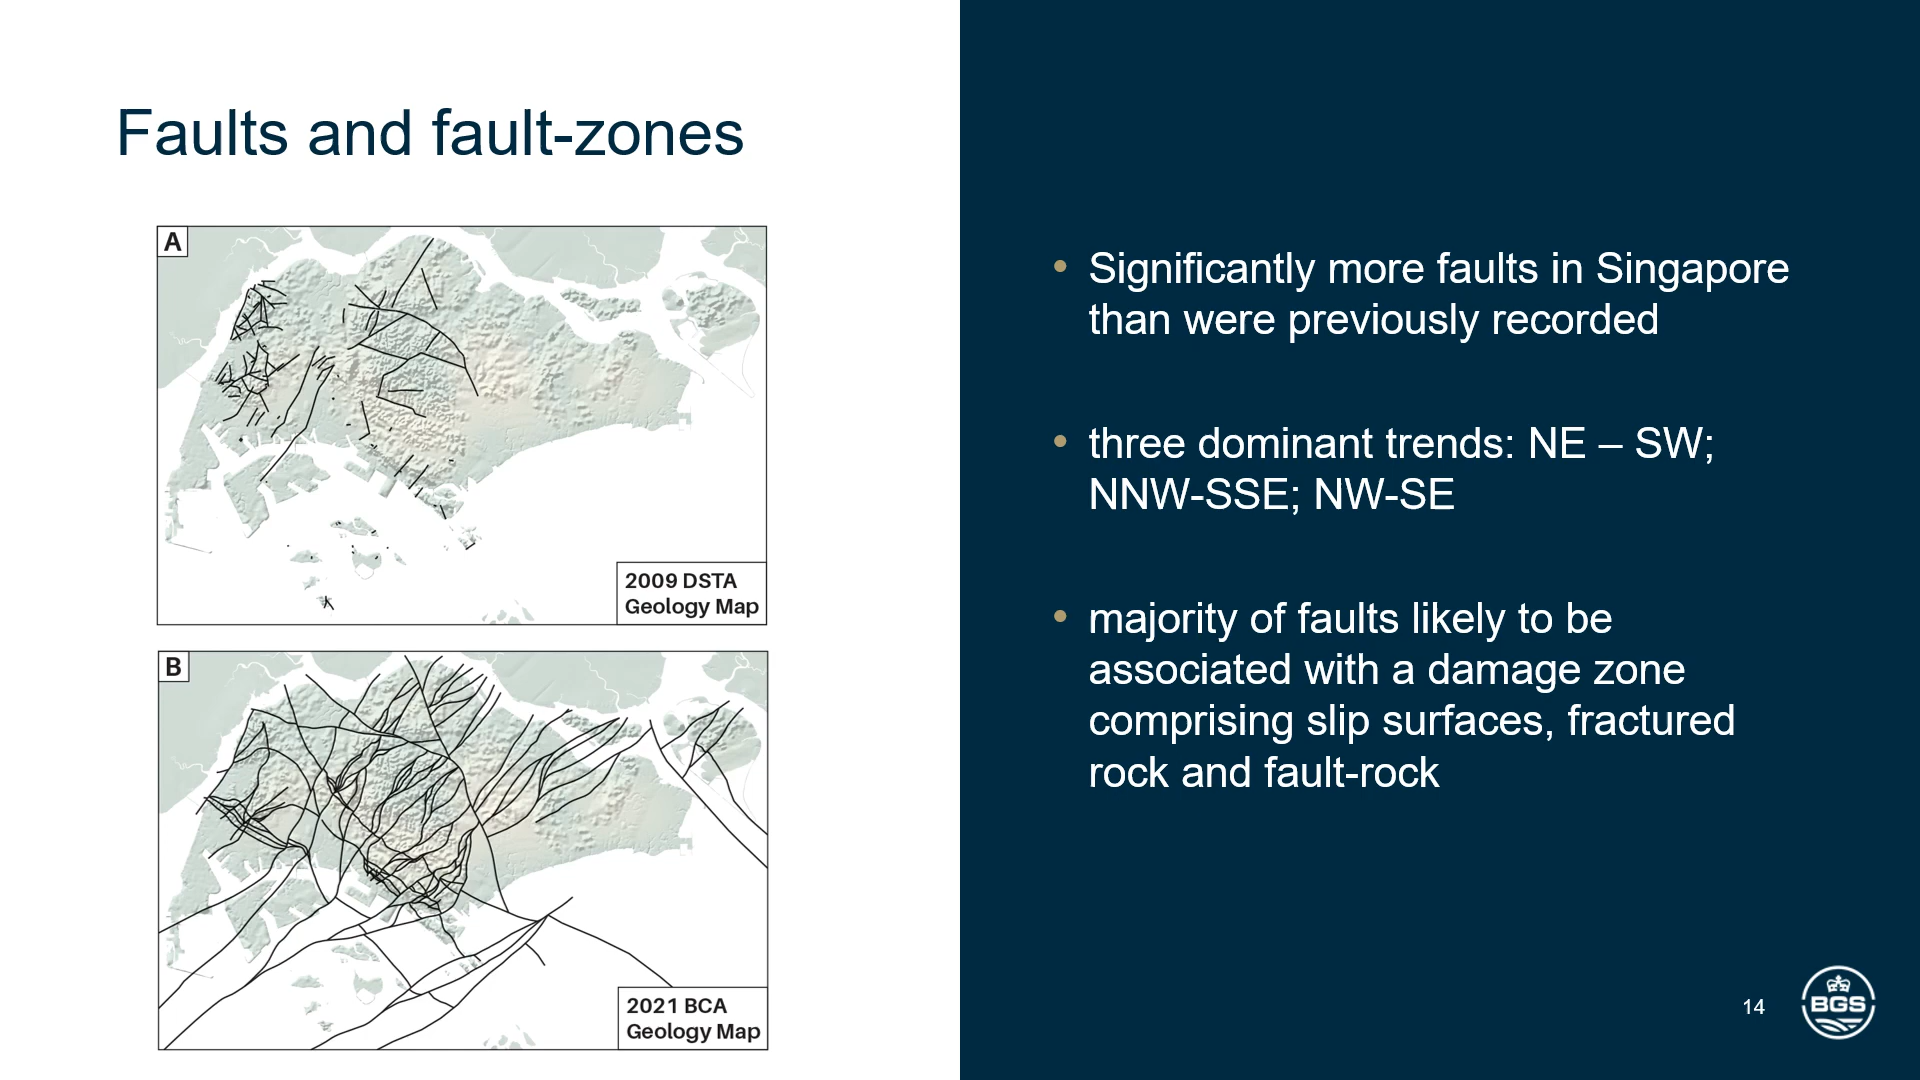 Faults and fault-zones
A
2009 DSTA
Geology Map
B
2021 BCA
Geology Map
• Significantly more faults in Singapore
than were previously recorded
• three dominant trends: NE – SW;
NNW-SSE; NW-SE
• majority of faults likely to be
associated with a damage zone
comprising slip surfaces, fractured
rock and fault-rock
14
BGS